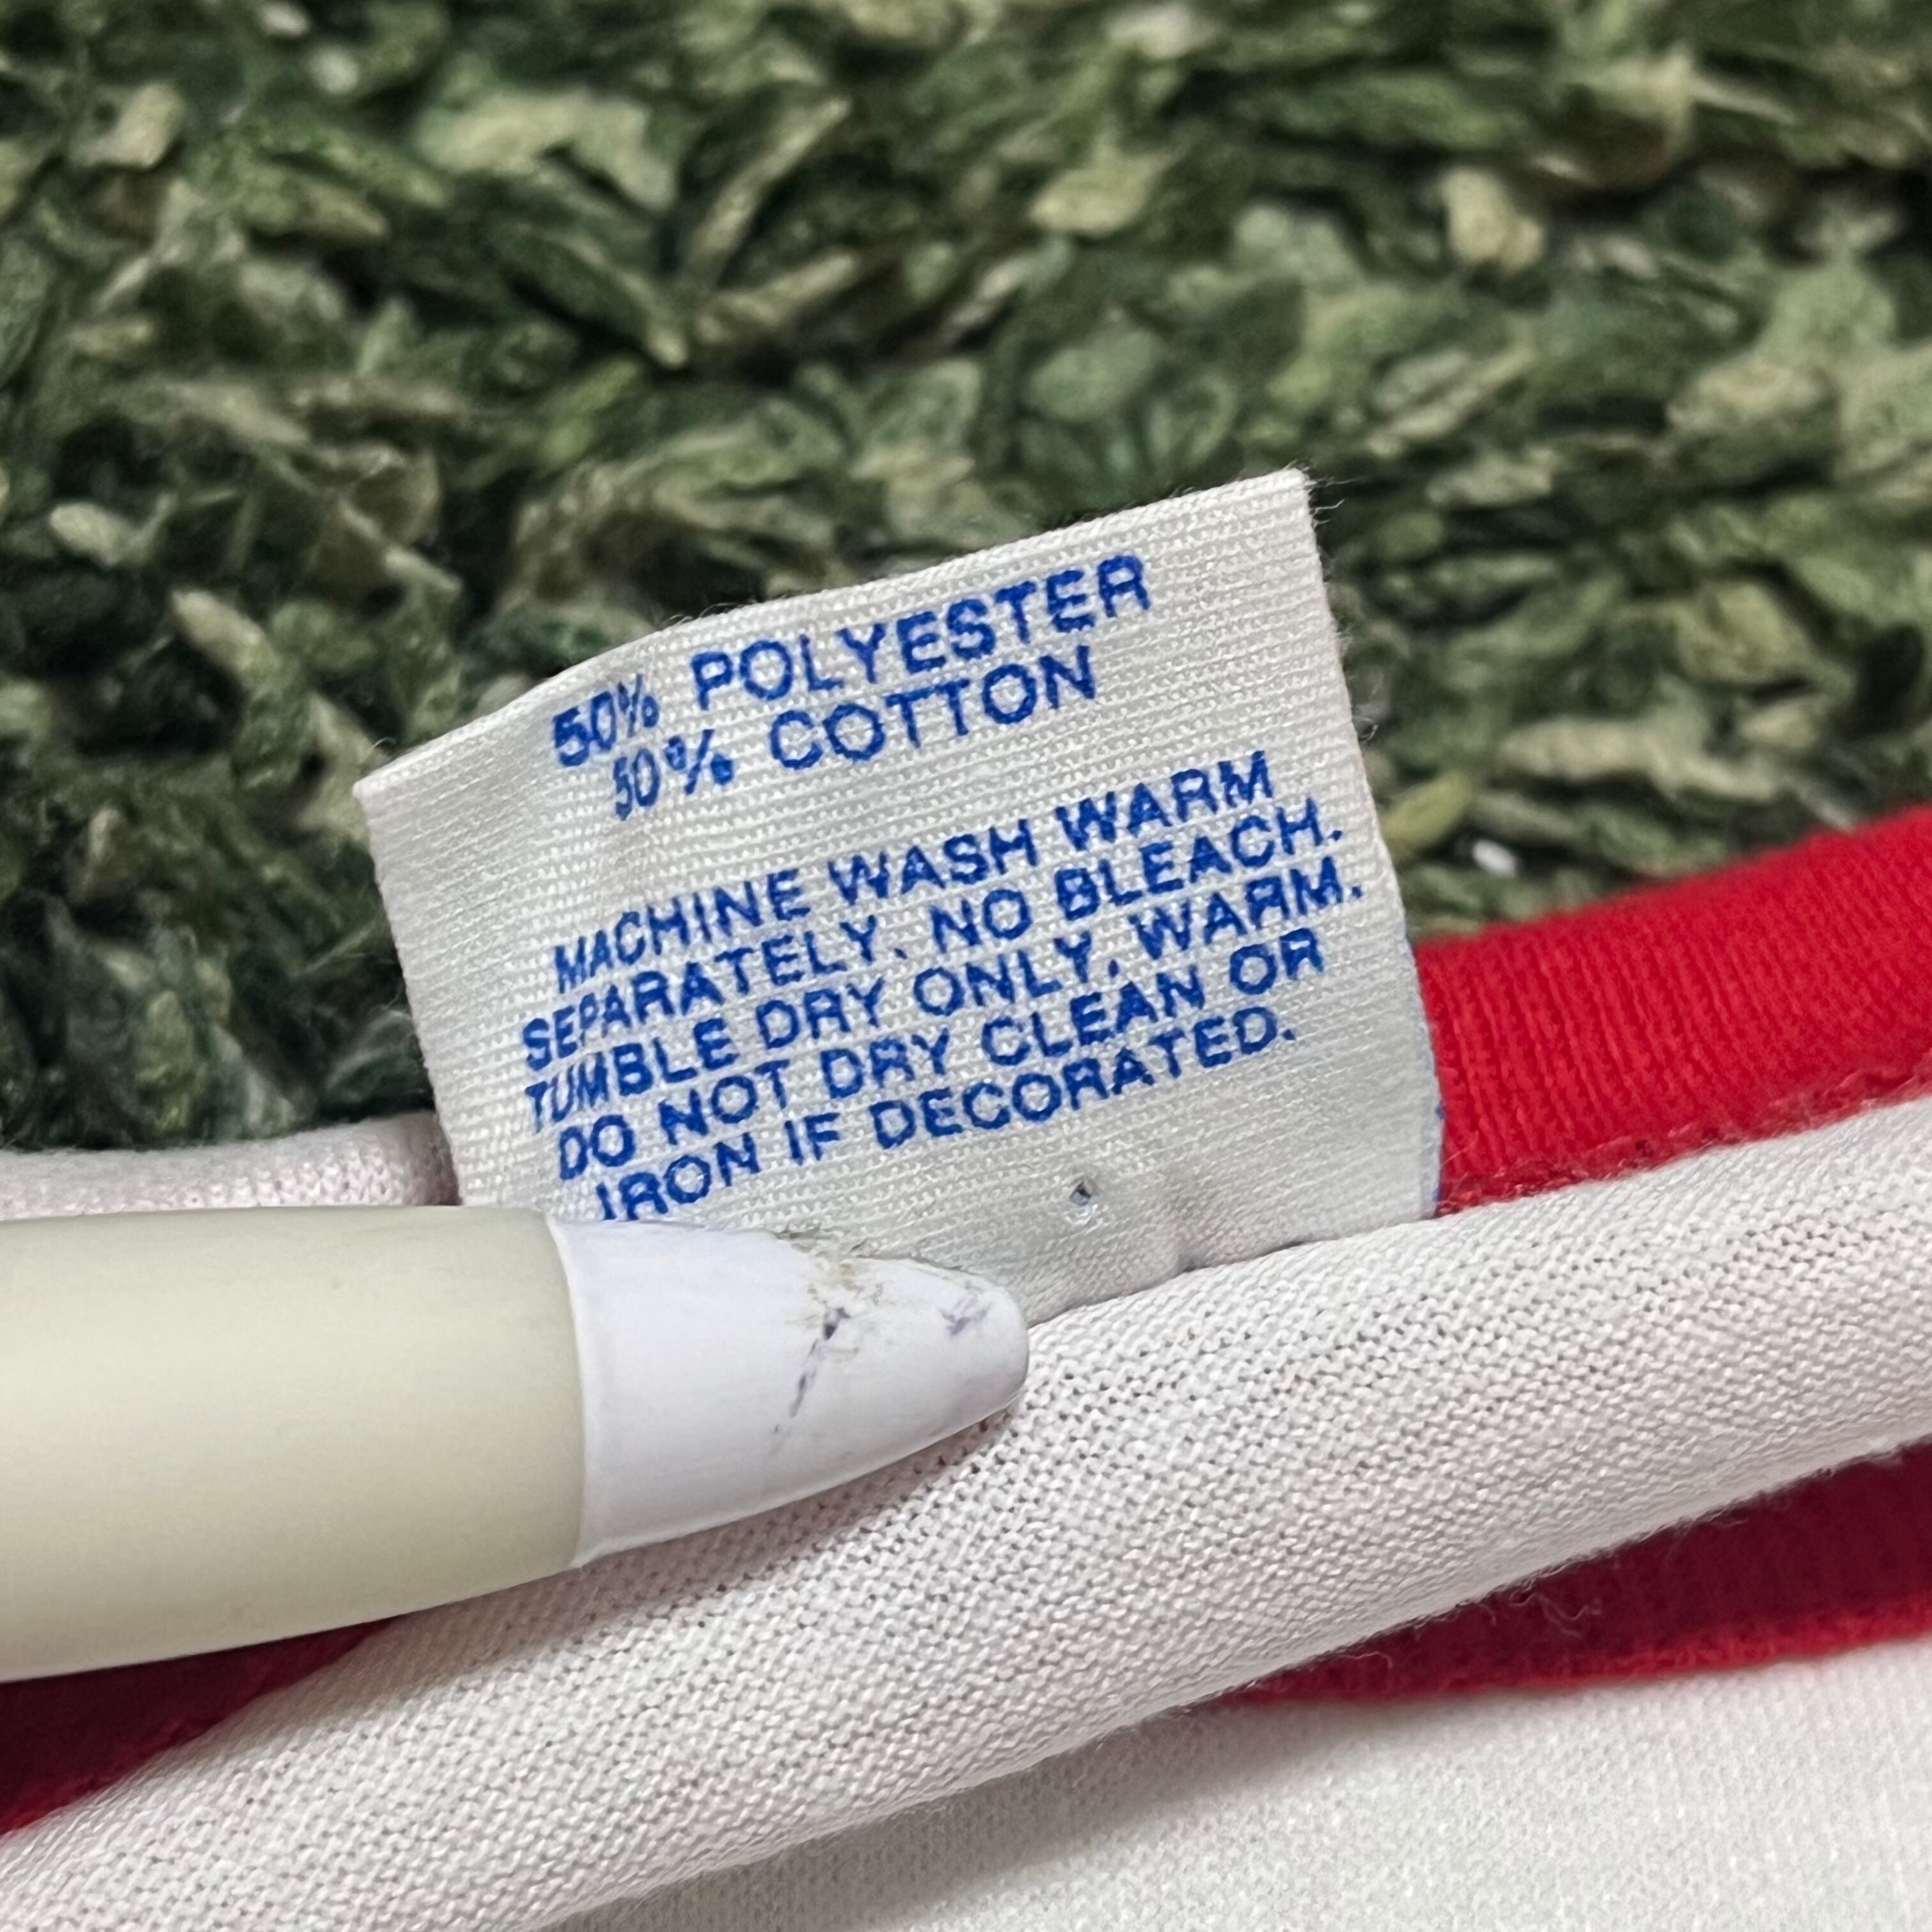 50% POLYESTER
50% COTTON
MACHINE WASH WARM
SEPARATELY. NO BLEACH.
TUMBLE DRY ONLY. WARM.
DO NOT DRY CLEAN OR
IRON IF DECORATED.